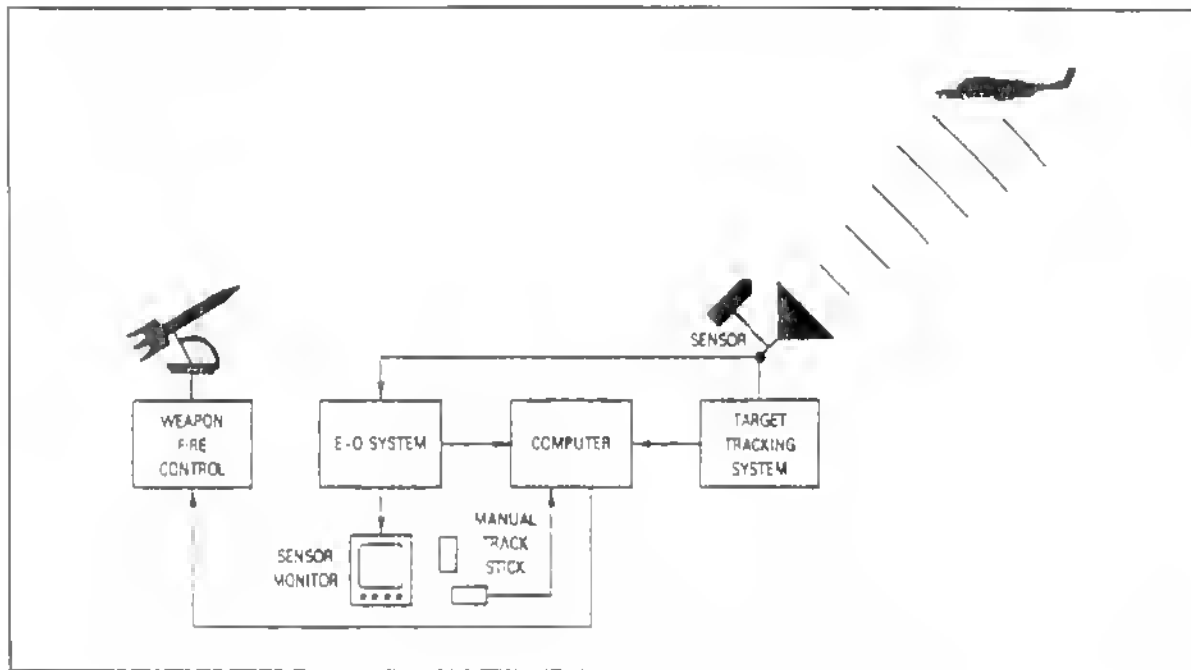 SENSOR
WEAPON
FIRE
CONTROL
E-O SYSTEM
COMPUTER
TARGET
TRACKING
SYSTEM
SENSOR
MONITOR
MANUAL
TRACK
STICK